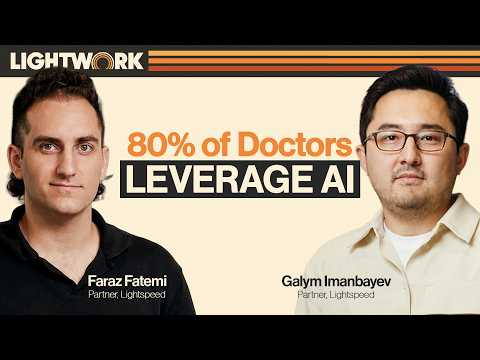 LIGHTWORK
80% of Doctors
LEVERAGE AI
Faraz Fatemi
Partner, Lightspeed
Galym Imanbayev
Partner, Lightspeed